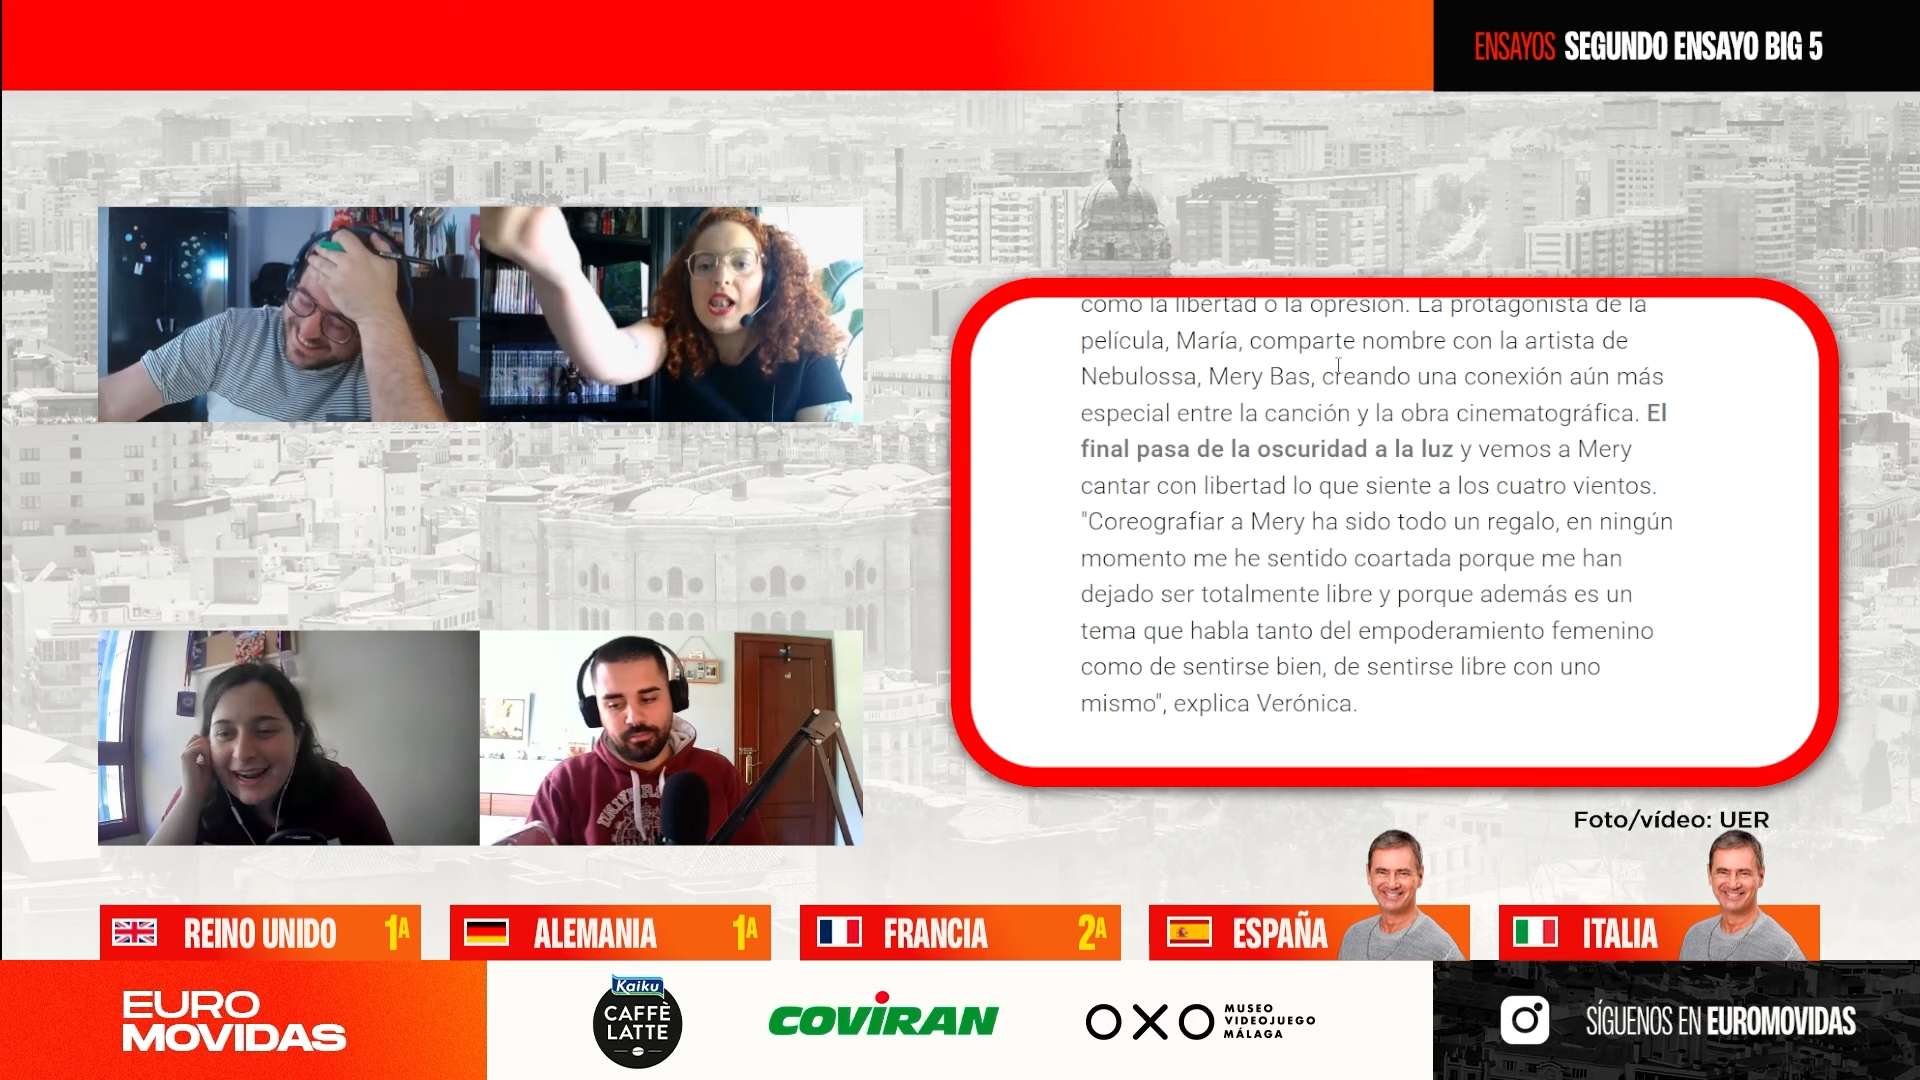 ENSAYOS SEGUNDO ENSAYO BIG 5
como la libertad o la opresión. La protagonista de la
película, María, comparte nombre con la artista de
Nebulossa, Mery Bas, creando una conexión aún más
especial entre la canción y la obra cinematográfica. El
final pasa de la oscuridad a la luz y vemos a Mery
cantar con libertad lo que siente a los cuatro vientos.
"Coreografiar a Mery ha sido todo un regalo, en ningún
momento me he sentido coartada porque me han
dejado ser totalmente libre y porque además es un
tema que habla tanto del empoderamiento femenino
como de sentirse bien, de sentirse libre con uno
mismo", explica Verónica.
Foto/vídeo: UER
REINO UNIDO 1A
ALEMANIA 1A
FRANCIA 2A
ESPAÑA
ITALIA
EURO
MOVIDAS
Kaiku
CAFFÈ
LATTE
COVIRAN
OXO
MUSEO
VIDEOJUEGO
MÁLAGA
SÍGUENOS EN EUROMOVIDAS